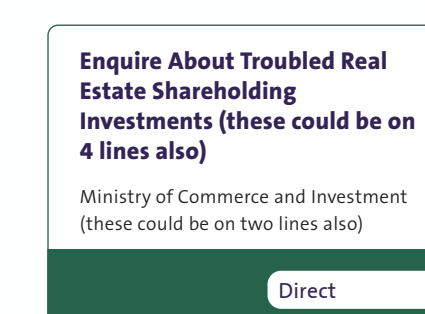 Enquire About Troubled Real
Estate Shareholding
Investments (these could be on
4 lines also)
Ministry of Commerce and Investment
(these could be on two lines also)
Direct